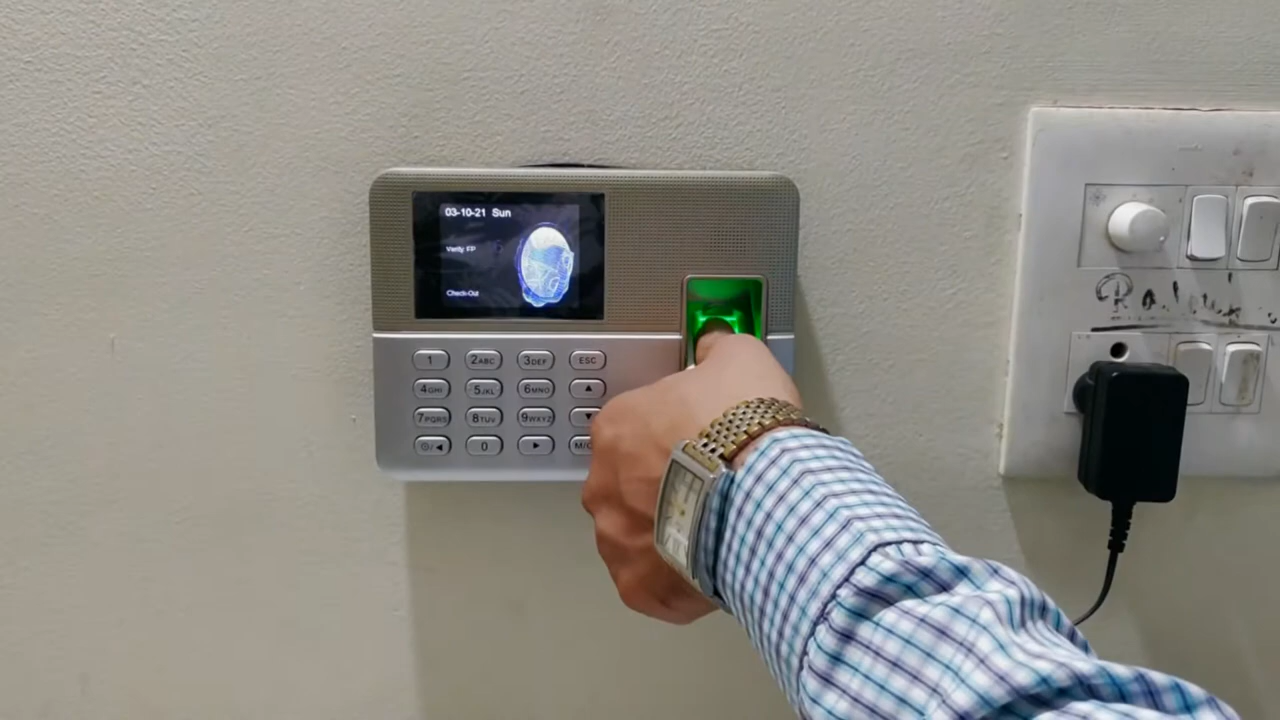 03-10-21 Sun
Verify FP
Check-Out
1 2ABC 3DEF ESC
4GHI 5JKL 6MNO ▲
7PQRS 8TUV 9WXYZ ▼
⊙/◀ 0 ▶ M/O